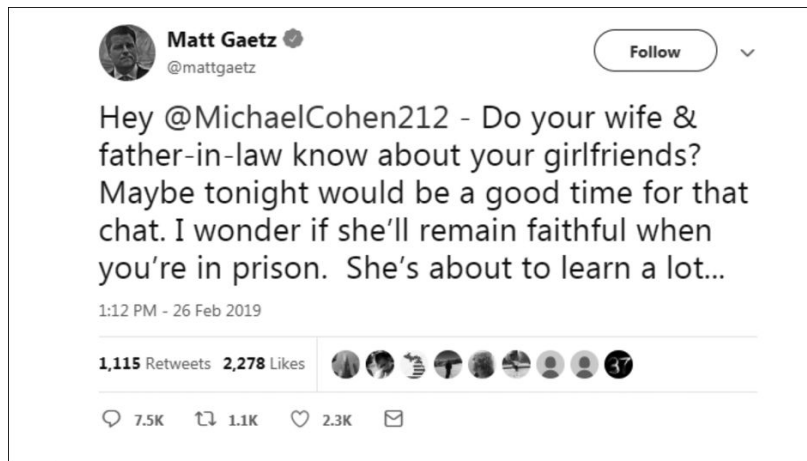 Matt Gaetz
@mattgaetz
Follow
Hey @MichaelCohen212 - Do your wife &
father-in-law know about your girlfriends?
Maybe tonight would be a good time for that
chat. I wonder if she’ll remain faithful when
you’re in prison.  She’s about to learn a lot...
1:12 PM - 26 Feb 2019
1,115 Retweets 2,278 Likes
37
7.5K 1.1K 2.3K